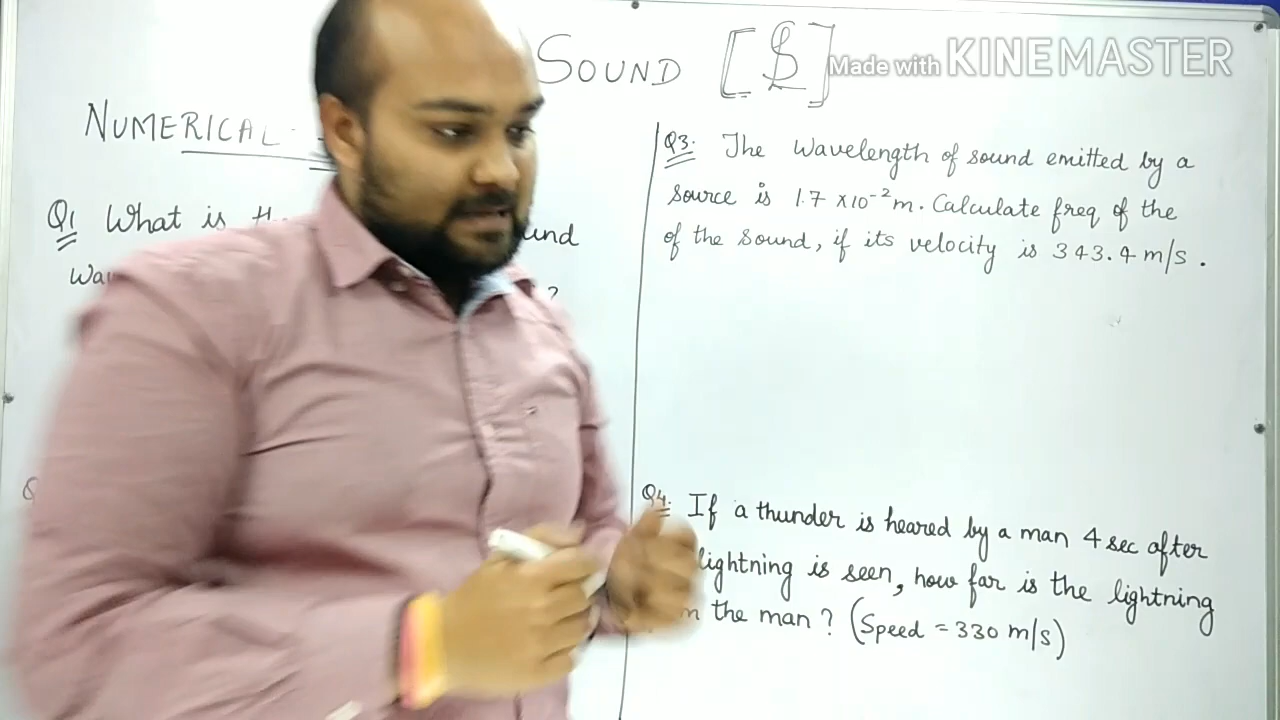 SOUND [$]
Made with KINEMASTER
NUMERICAL
Q1 What is
und
?
Q3. The wavelength of sound emitted by a
source is 1.7 x10⁻² m. Calculate freq of the
of the sound, if its velocity is 343.4 m/s.
Q4. If a thunder is heared by a man 4 sec after
lightning is seen, how far is the lightning
the man? (Speed = 330 m/s)